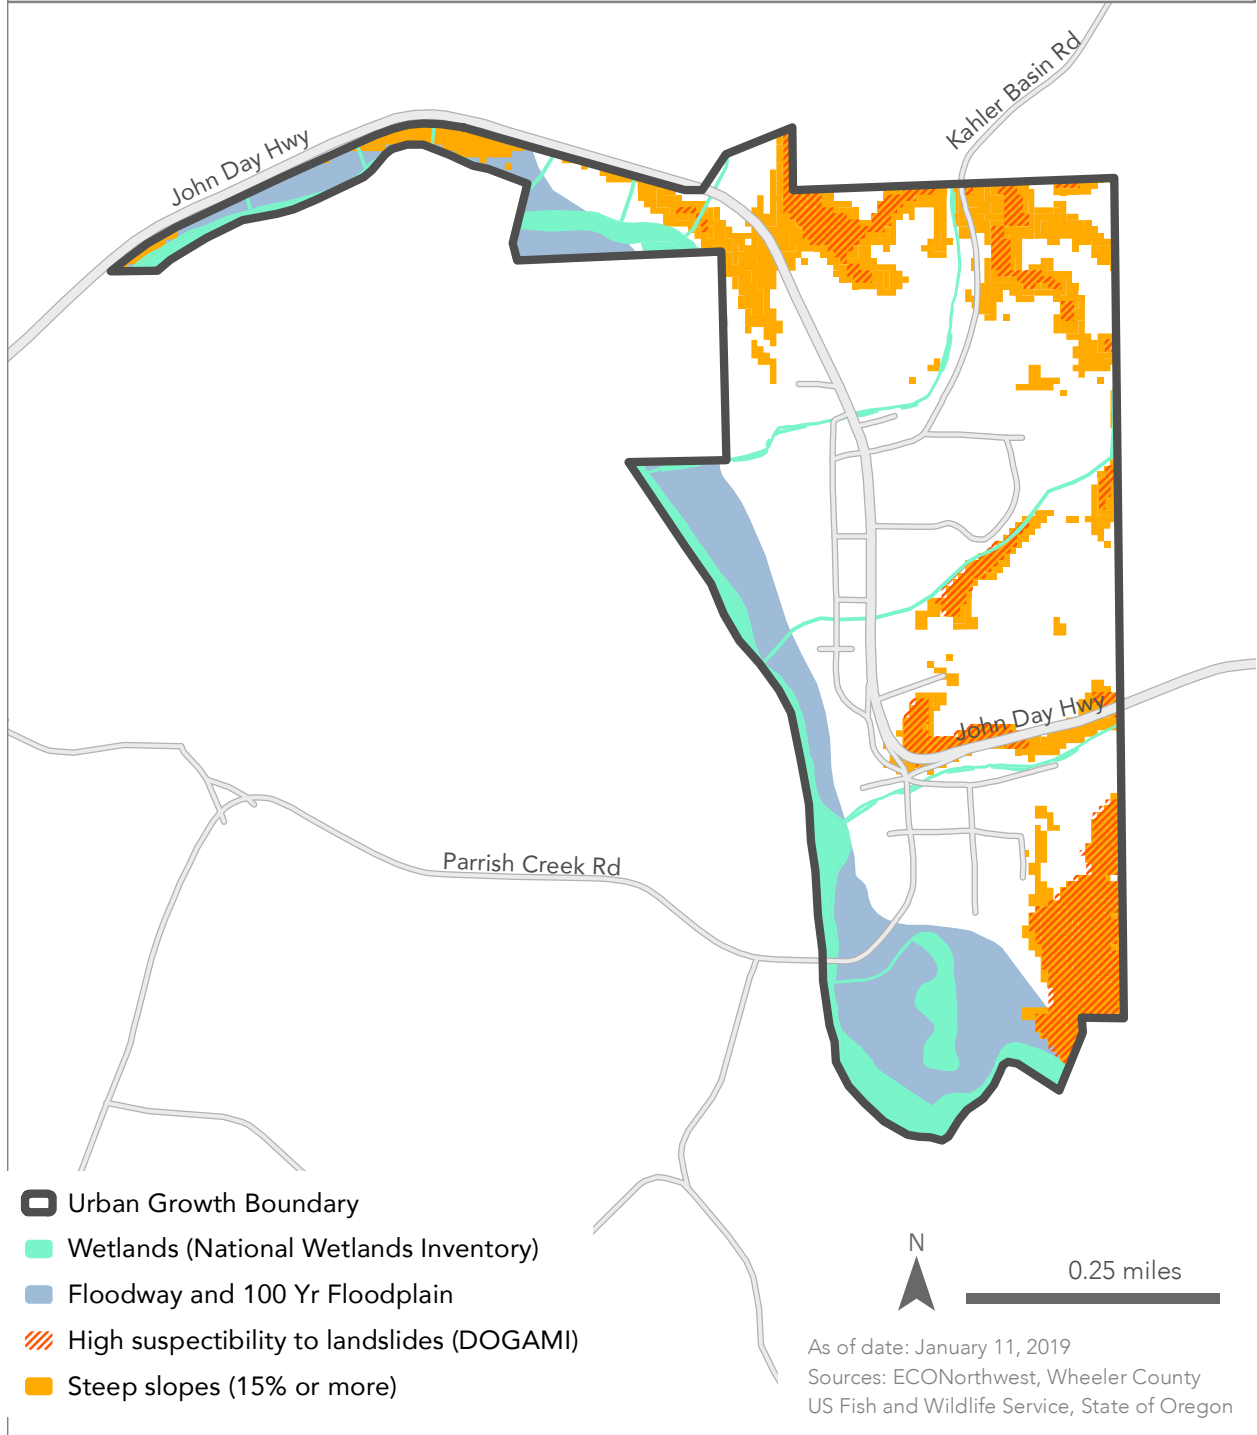 Kahler Basin Rd
John Day Hwy
John Day Hwy
Parrish Creek Rd
Urban Growth Boundary
Wetlands (National Wetlands Inventory)
Floodway and 100 Yr Floodplain
High suspectibility to landslides (DOGAMI)
Steep slopes (15% or more)
N
0.25 miles
As of date: January 11, 2019
Sources: ECONorthwest, Wheeler County
US Fish and Wildlife Service, State of Oregon